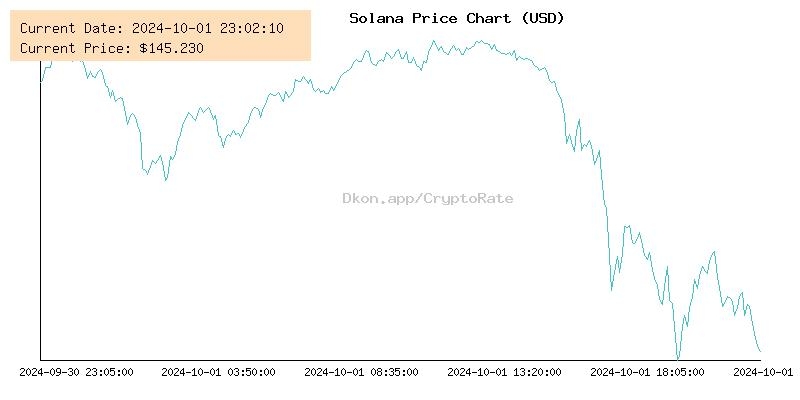 Solana Price Chart (USD)
Current Date: 2024-10-01 23:02:10
Current Price: $145.230
Dkon.app/CryptoRate
2024-09-30 23:05:00 2024-10-01 03:50:00 2024-10-01 08:35:00 2024-10-01 13:20:00 2024-10-01 18:05:00 2024-10-01